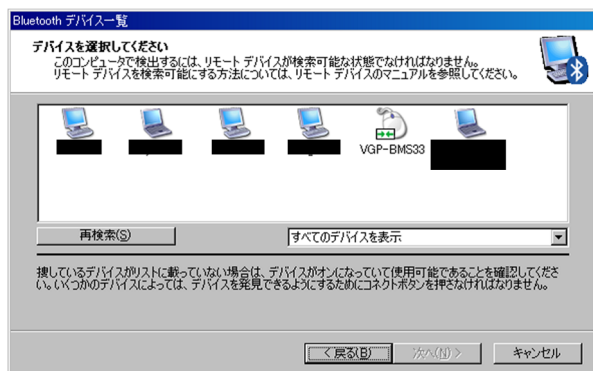 Bluetooth デバイス一覧
デバイスを選択してください
このコンピュータで検出するには、リモート デバイスが検索可能な状態でなければなりません。
リモート デバイスを検索可能にする方法については、リモート デバイスのマニュアルを参照してください。
VGP-BMS33
再検索(S)
すべてのデバイスを表示
捜しているデバイスがリストに載っていない場合は、デバイスがオンになっていて使用可能であることを確認してくださ
い。いくつかのデバイスによっては、デバイスを発見できるようにするためにコネクトボタンを押さなければなりません。
< 戻る(B)
次へ(N) >
キャンセル